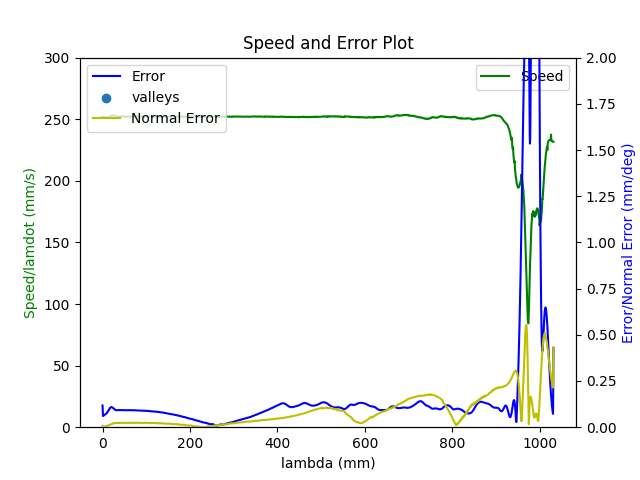 Speed and Error Plot
Error
valleys
Normal Error
Speed
300
250
200
150
100
50
0
Speed/lamdot (mm/s)
2.00
1.75
1.50
1.25
1.00
0.75
0.50
0.25
0.00
Error/Normal Error (mm/deg)
0 200 400 600 800 1000
lambda (mm)